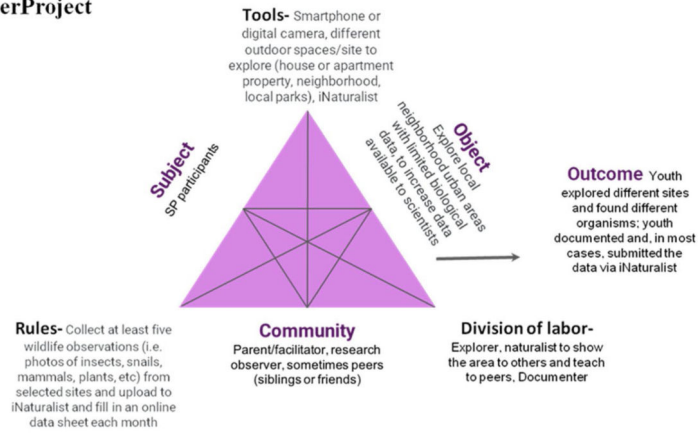 erProject
Tools- Smartphone or
digital camera, different
outdoor spaces/site to
explore (house or apartment
property, neighborhood,
local parks), iNaturalist
Subject
SP participants
Object
Explore local
neighborhood urban areas
with limited biological
data, to increase data
available to scientists
Outcome Youth
explored different sites
and found different
organisms; youth
documented and, in most
cases, submitted the
data via iNaturalist
Rules- Collect at least five
wildlife observations (i.e.
photos of insects, snails,
mammals, plants, etc) from
selected sites and upload to
iNaturalist and fill in an online
data sheet each month
Community
Parent/facilitator, research
observer, sometimes peers
(siblings or friends)
Division of labor-
Explorer, naturalist to show
the area to others and teach
to peers, Documenter